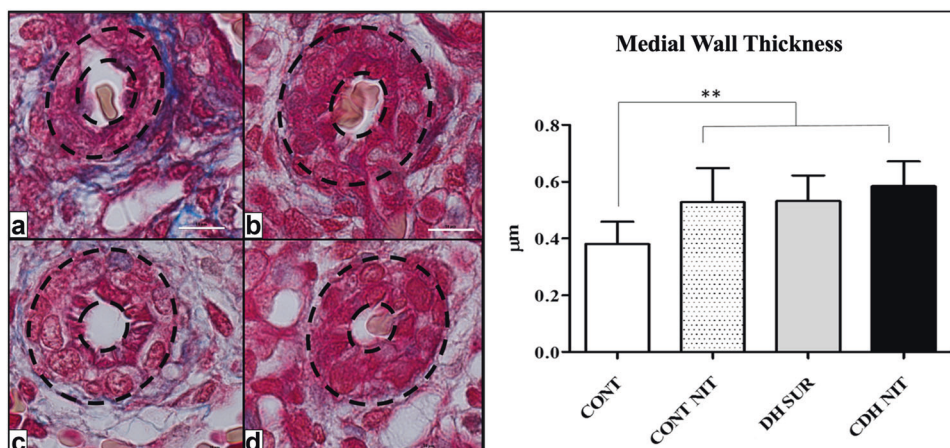 a
b
c
d
Medial Wall Thickness
**
0.8
0.6
0.4
0.2
0.0
µm
CONT
CONT NIT
DH SUR
CDH NIT